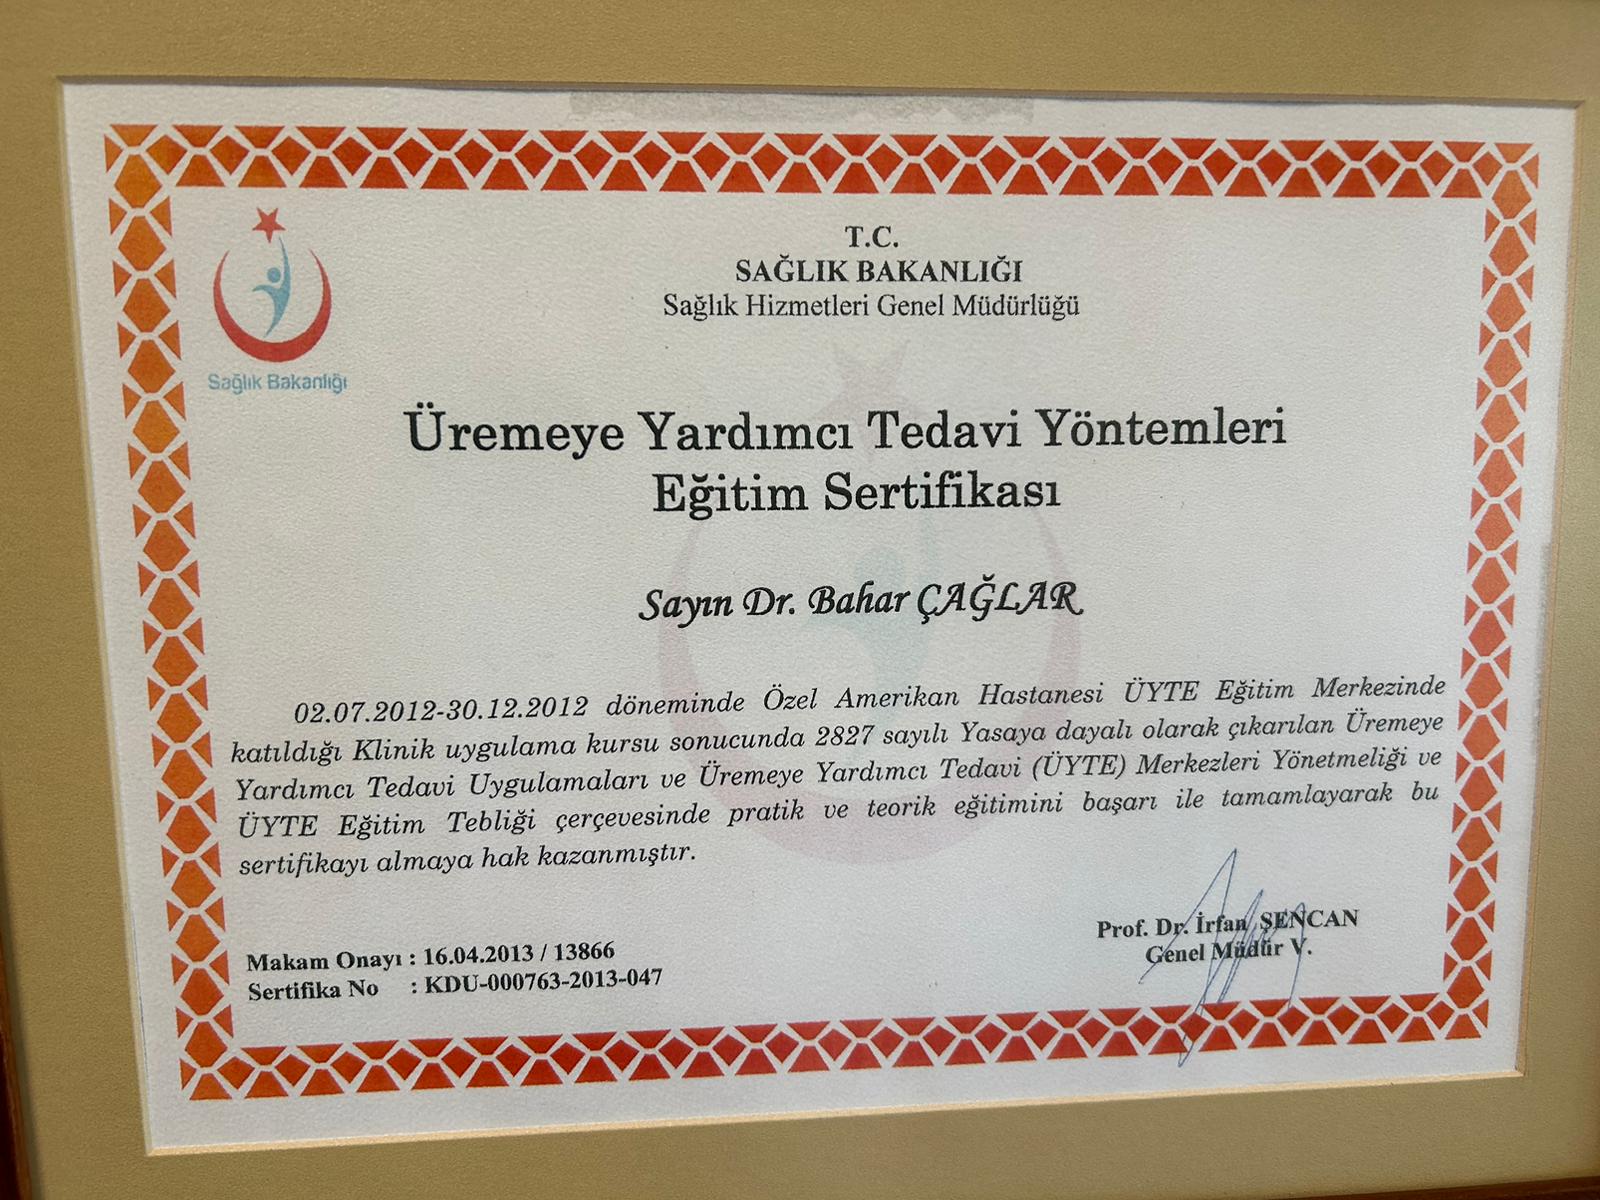 Sağlık Bakanlığı
T.C.
SAĞLIK BAKANLIĞI
Sağlık Hizmetleri Genel Müdürlüğü
Üremeye Yardımcı Tedavi Yöntemleri
Eğitim Sertifikası
Sayın Dr. Bahar ÇAĞLAR
02.07.2012-30.12.2012 döneminde Özel Amerikan Hastanesi ÜYTE Eğitim Merkezinde
katıldığı Klinik uygulama kursu sonucunda 2827 sayılı Yasaya dayalı olarak çıkarılan Üremeye
Yardımcı Tedavi Uygulamaları ve Üremeye Yardımcı Tedavi (ÜYTE) Merkezleri Yönetmeliği ve
ÜYTE Eğitim Tebliği çerçevesinde pratik ve teorik eğitimini başarı ile tamamlayarak bu
sertifikayı almaya hak kazanmıştır.
Makam Onayı : 16.04.2013 / 13866
Sertifika No : KDU-000763-2013-047
Prof. Dr. İrfan ŞENCAN
Genel Müdür V.